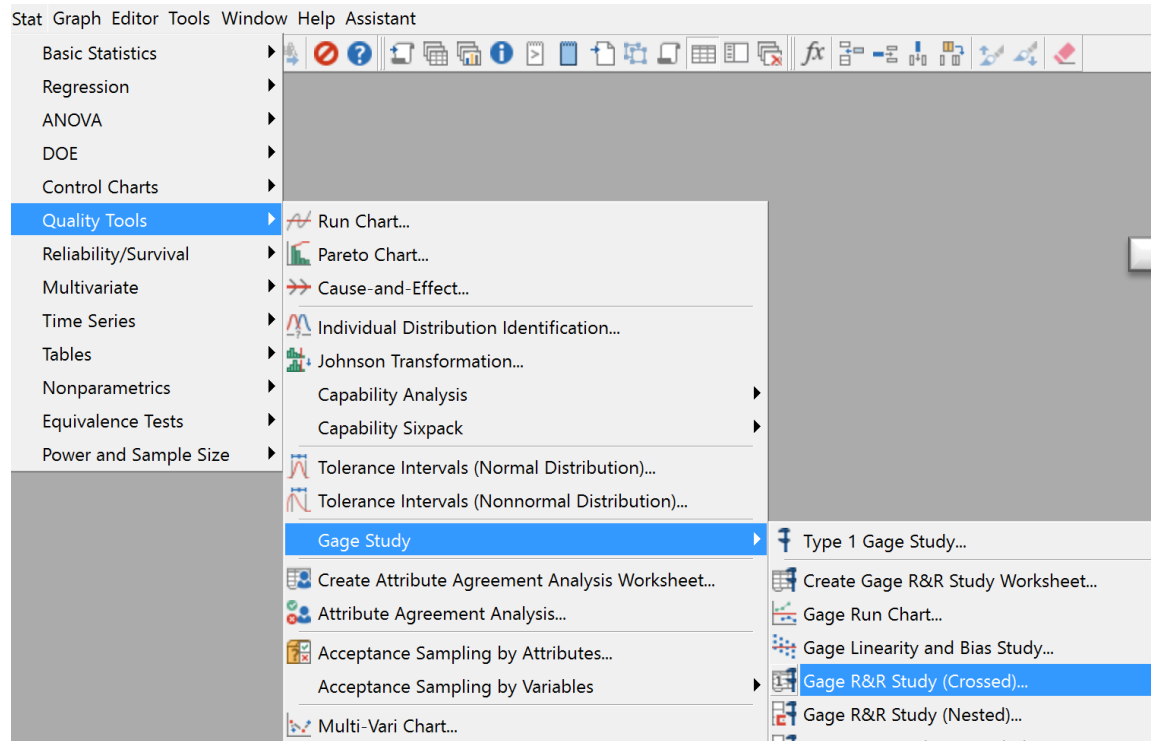 Stat Graph Editor Tools Window Help Assistant
Basic Statistics
Regression
ANOVA
DOE
Control Charts
Quality Tools
Reliability/Survival
Multivariate
Time Series
Tables
Nonparametrics
Equivalence Tests
Power and Sample Size
Run Chart...
Pareto Chart...
Cause-and-Effect...
Individual Distribution Identification...
Johnson Transformation...
Capability Analysis
Capability Sixpack
Tolerance Intervals (Normal Distribution)...
Tolerance Intervals (Nonnormal Distribution)...
Gage Study
Create Attribute Agreement Analysis Worksheet...
Attribute Agreement Analysis...
Acceptance Sampling by Attributes...
Acceptance Sampling by Variables
Multi-Vari Chart...
Type 1 Gage Study...
Create Gage R&R Study Worksheet...
Gage Run Chart...
Gage Linearity and Bias Study...
Gage R&R Study (Crossed)...
Gage R&R Study (Nested)...